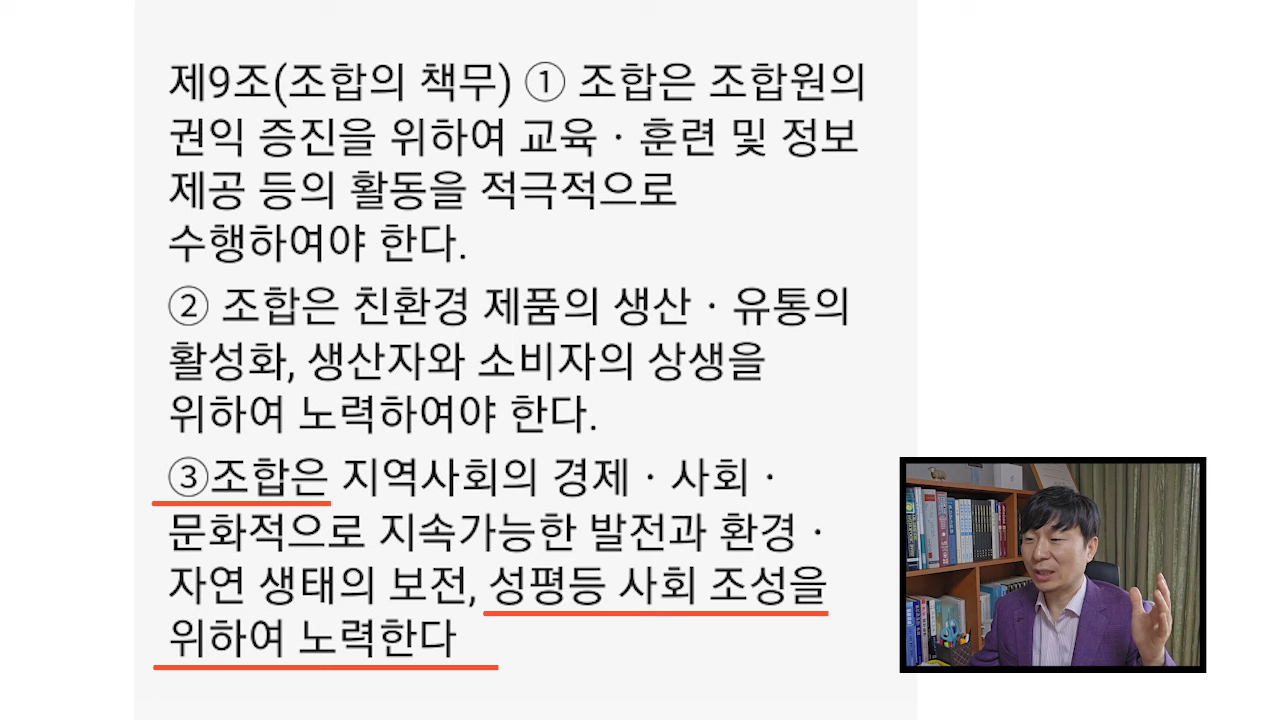 제9조(조합의 책무) ① 조합은 조합원의
권익 증진을 위하여 교육 · 훈련 및 정보
제공 등의 활동을 적극적으로
수행하여야 한다.
② 조합은 친환경 제품의 생산 · 유통의
활성화, 생산자와 소비자의 상생을
위하여 노력하여야 한다.
③조합은 지역사회의 경제 · 사회 ·
문화적으로 지속가능한 발전과 환경 ·
자연 생태의 보전, 성평등 사회 조성을
위하여 노력한다